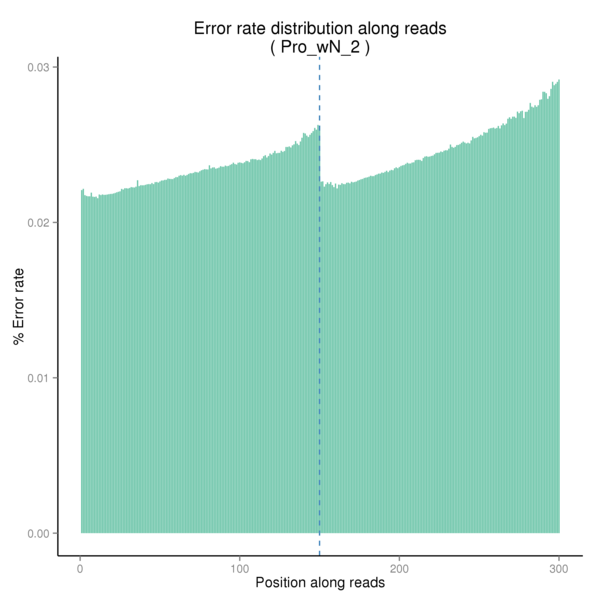 Error rate distribution along reads
( Pro_wN_2 )
0.03
0.02
0.01
0.00
% Error rate
0
100
200
300
Position along reads